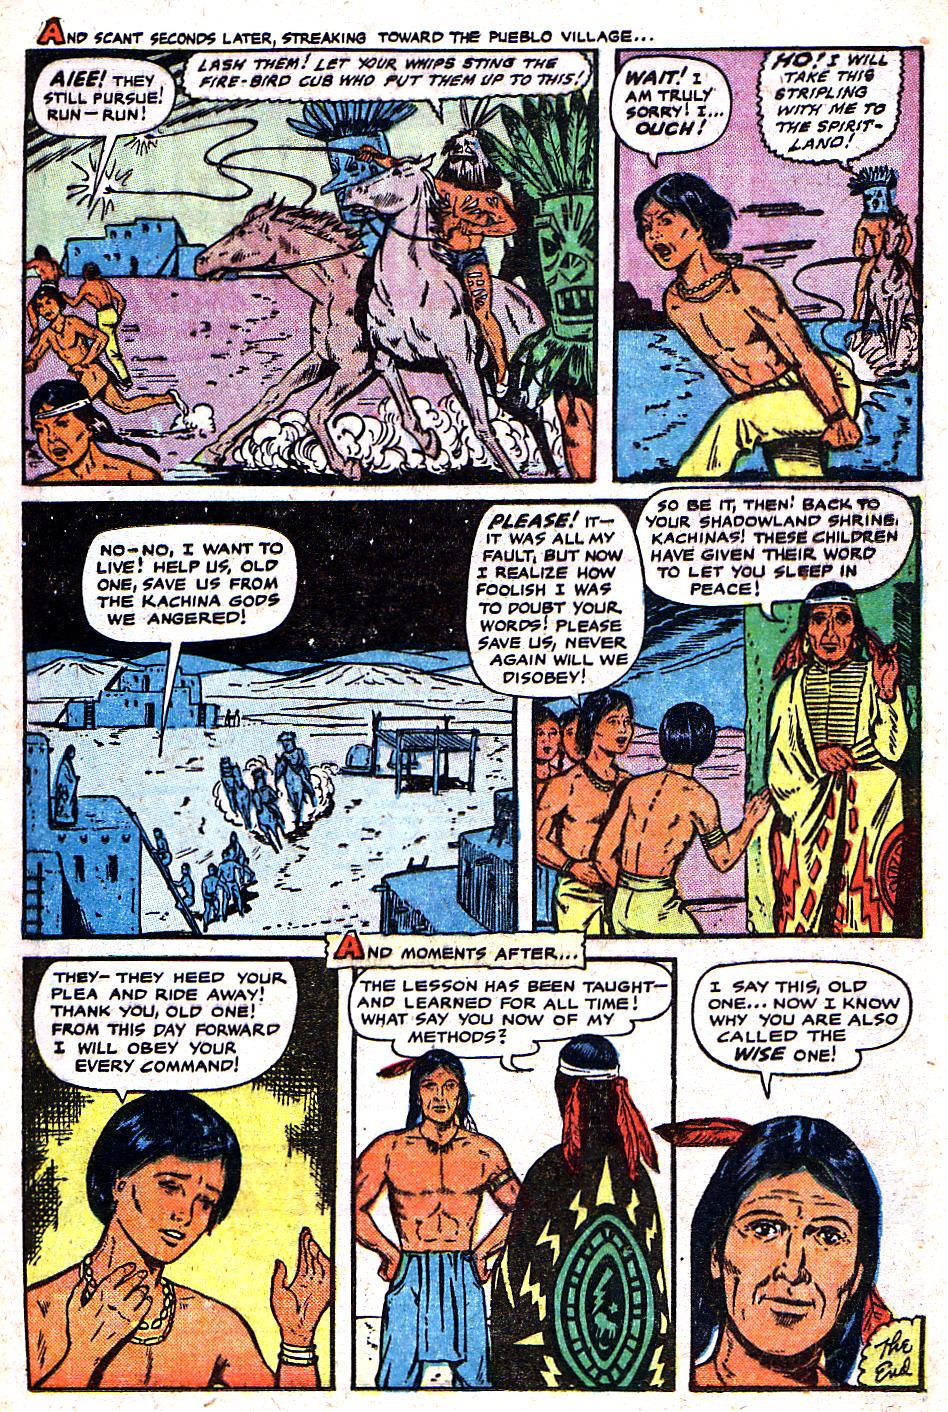 AND SCANT SECONDS LATER, STREAKING TOWARD THE PUEBLO VILLAGE...
AIEE! THEY
STILL PURSUE!
RUN-RUN!
LASH THEM! LET YOUR WHIPS STING THE
FIRE-BIRD CUB WHO PUT THEM UP TO THIS!
WAIT! I
AM TRULY
SORRY! I...
OUCH!
HO! I WILL
TAKE THIS
STRIPLING
WITH ME TO
THE SPIRIT-
LAND!
NO-NO, I WANT TO
LIVE! HELP US, OLD
ONE, SAVE US FROM
THE KACHINA GODS
WE ANGERED!
PLEASE! IT-
IT WAS ALL MY
FAULT, BUT NOW
I REALIZE HOW
FOOLISH I WAS
TO DOUBT YOUR
WORDS! PLEASE
SAVE US, NEVER
AGAIN WILL WE
DISOBEY!
SO BE IT, THEN! BACK TO
YOUR SHADOWLAND SHRINE,
KACHINAS! THESE CHILDREN
HAVE GIVEN THEIR WORD
TO LET YOU SLEEP IN
PEACE!
THEY- THEY HEED YOUR
PLEA AND RIDE AWAY!
THANK YOU, OLD ONE!
FROM THIS DAY FORWARD
I WILL OBEY YOUR
EVERY COMMAND!
AND MOMENTS AFTER...
THE LESSON HAS BEEN TAUGHT-
AND LEARNED FOR ALL TIME!
WHAT SAY YOU NOW OF MY
METHODS?
I SAY THIS, OLD
ONE... NOW I KNOW
WHY YOU ARE ALSO
CALLED THE
WISE ONE!
The
End